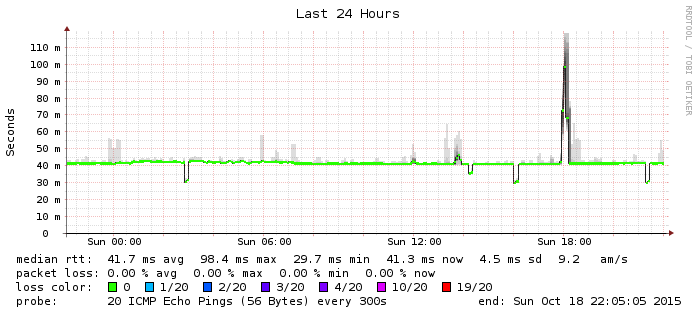 Last 24 Hours
RRDTOOL / TOBI OETIKER
Seconds
110 m
100 m
90 m
80 m
70 m
60 m
50 m
40 m
30 m
20 m
10 m
0
Sun 00:00 Sun 06:00 Sun 12:00 Sun 18:00
median rtt: 41.7 ms avg 98.4 ms max 29.7 ms min 41.3 ms now 4.5 ms sd 9.2 am/s
packet loss: 0.00 % avg 0.00 % max 0.00 % min 0.00 % now
loss color: 0 1/20 2/20 3/20 4/20 10/20 19/20
probe: 20 ICMP Echo Pings (56 Bytes) every 300s end: Sun Oct 18 22:05:05 2015